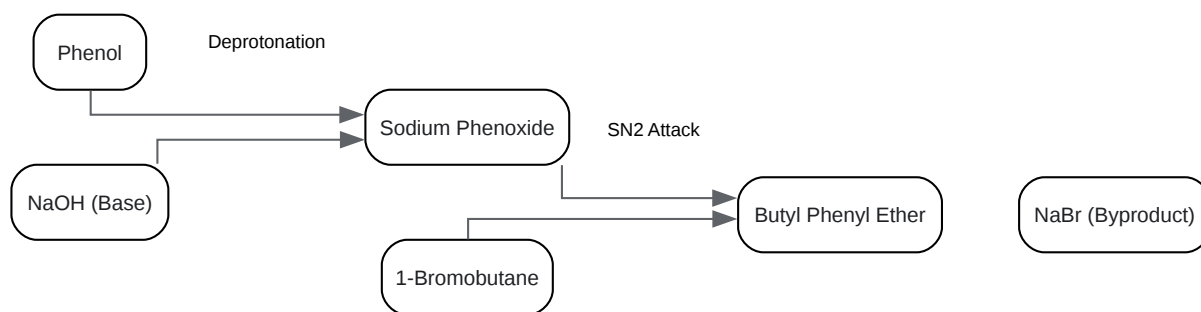 Phenol
Deprotonation
Sodium Phenoxide
SN2 Attack
NaOH (Base)
Butyl Phenyl Ether
NaBr (Byproduct)
1-Bromobutane